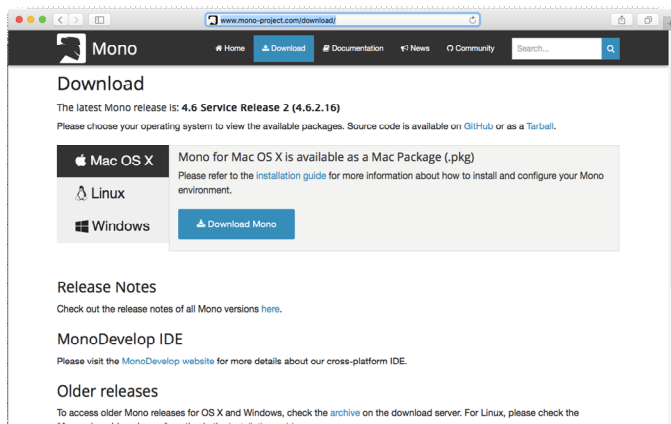 www.mono-project.com/download/
Mono
Home
Download
Documentation
News
Community
Search...
Download
The latest Mono release is: 4.6 Service Release 2 (4.6.2.16)
Please choose your operating system to view the available packages. Source code is available on GitHub or as a Tarball.
Mac OS X
Linux
Windows
Mono for Mac OS X is available as a Mac Package (.pkg)
Please refer to the installation guide for more information about how to install and configure your Mono
environment.
Download Mono
Release Notes
Check out the release notes of all Mono versions here.
MonoDevelop IDE
Please visit the MonoDevelop website for more details about our cross-platform IDE.
Older releases
To access older Mono releases for OS X and Windows, check the archive on the download server. For Linux, please check the